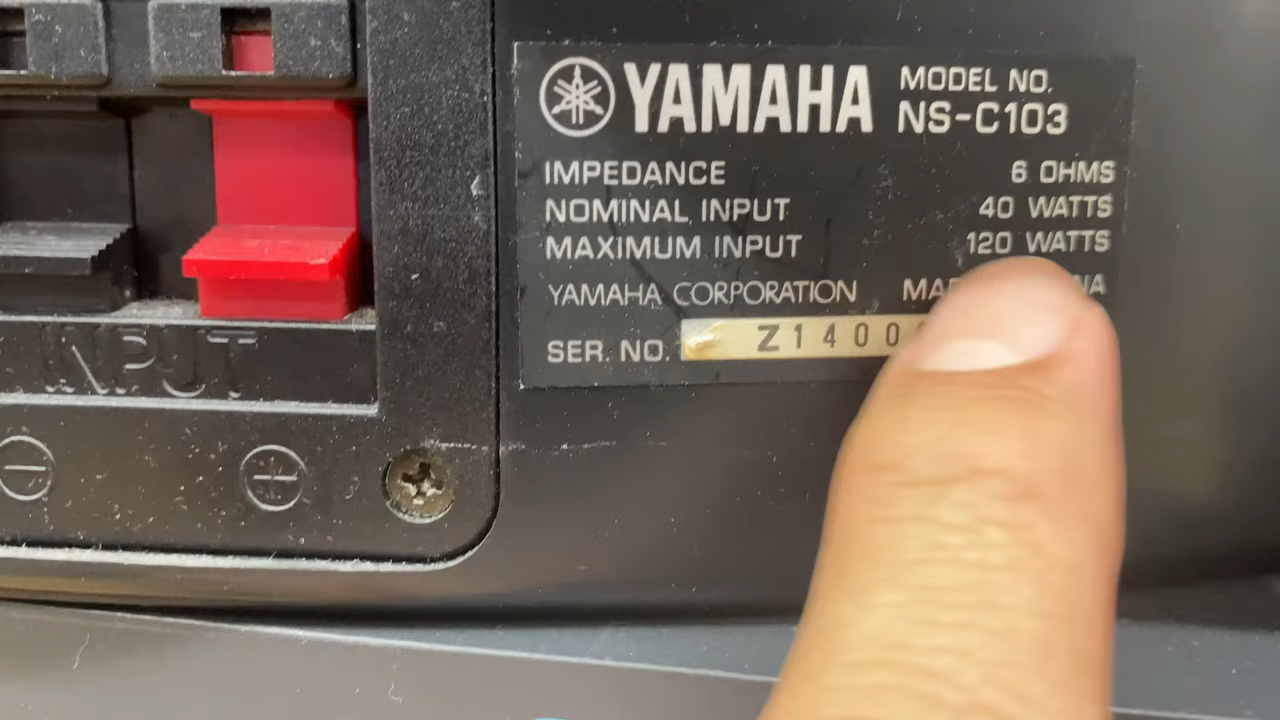 YAMAHA
MODEL NO.
NS-C103
IMPEDANCE 6 OHMS
NOMINAL INPUT 40 WATTS
MAXIMUM INPUT 120 WATTS
YAMAHA CORPORATION
SER. NO. Z1400
INPUT